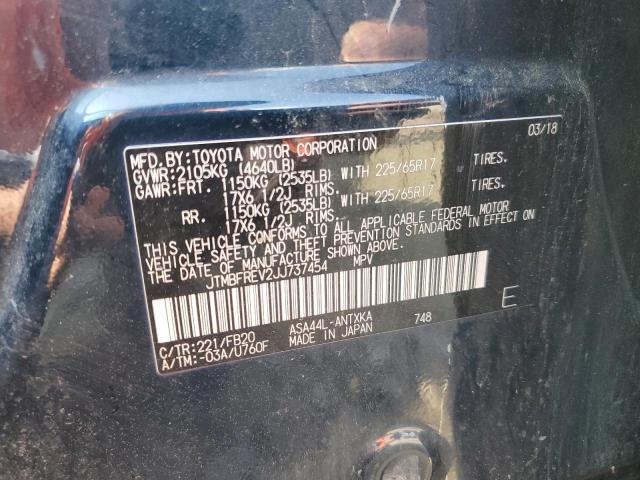 MFD.BY:TOYOTA MOTOR CORPORATION 03/18
GVWR:2105KG (4640LB)
GAWR:FRT. 1150KG (2535LB) WITH 225/65R17 TIRES.
17X6 1/2J RIMS.
RR. 1150KG (2535LB) WITH 225/65R17 TIRES.
17X6 1/2J RIMS.
THIS VEHICLE CONFORMS TO ALL APPLICABLE FEDERAL MOTOR
VEHICLE SAFETY AND THEFT PREVENTION STANDARDS IN EFFECT
ON THE DATE OF MANUFACTURE SHOWN ABOVE.
JTMBFREV2JJ737454 MPV
E
C/TR:221/FB20 ASA44L-ANTXKA 748
A/TM:-03A/U760F MADE IN JAPAN